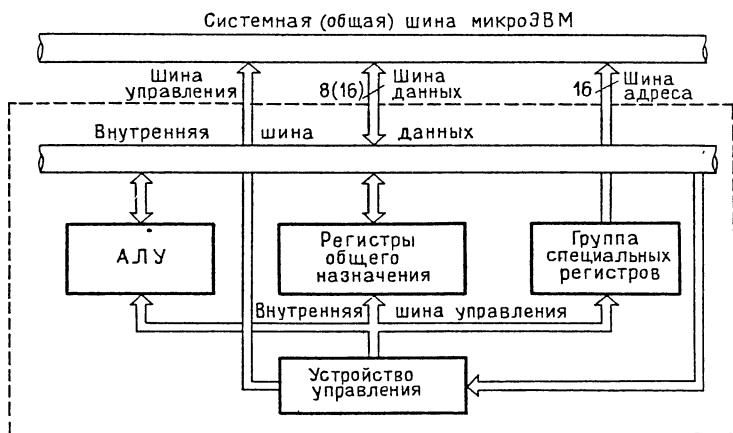 Системная (общая) шина микроЭВМ
Шина
управления
8(16)
Шина
данных
16
Шина
адреса
Внутренняя шина данных
АЛУ
Регистры
общего
назначения
Группа
специальных
регистров
Внутренняя шина управления
Устройство
управления